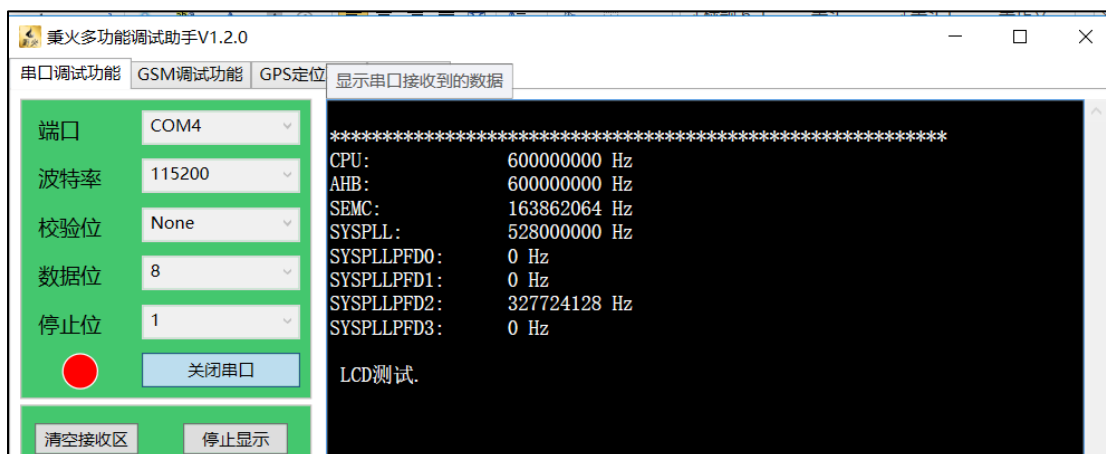 秉火多功能调试助手V1.2.0
串口调试功能 GSM调试功能 GPS定位
显示串口接收到的数据
端口 COM4
波特率 115200
校验位 None
数据位 8
停止位 1
关闭串口
清空接收区 停止显示
***********************************************************
CPU: 600000000 Hz
AHB: 600000000 Hz
SEMC: 163862064 Hz
SYSPLL: 528000000 Hz
SYSPLLPFD0: 0 Hz
SYSPLLPFD1: 0 Hz
SYSPLLPFD2: 327724128 Hz
SYSPLLPFD3: 0 Hz
LCD测试.